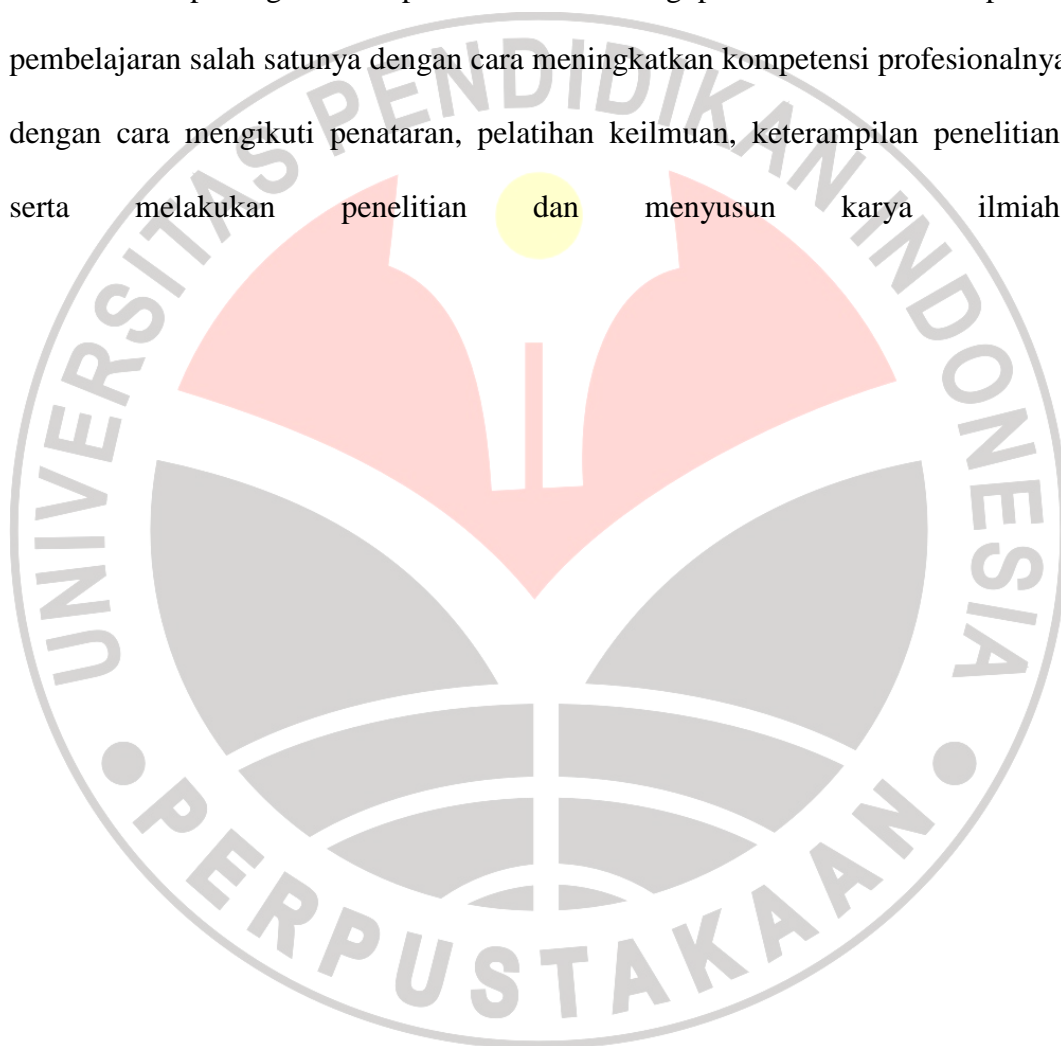 pembelajaran salah satunya dengan cara meningkatkan kompetensi profesionalnya
dengan cara mengikuti penataran, pelatihan keilmuan, keterampilan penelitian
serta melakukan penelitian dan menyusun karya ilmiah
UNIVERSITAS PENDIDIKAN INDONESIA
PERPUSTAKAAN